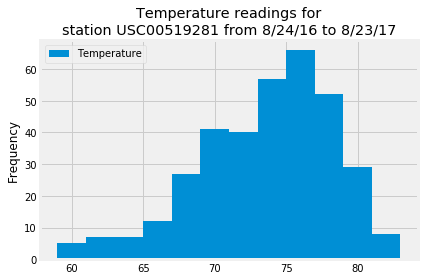 Temperature readings for
station USC00519281 from 8/24/16 to 8/23/17
Temperature
Frequency
60
50
40
30
20
10
0
60 65 70 75 80